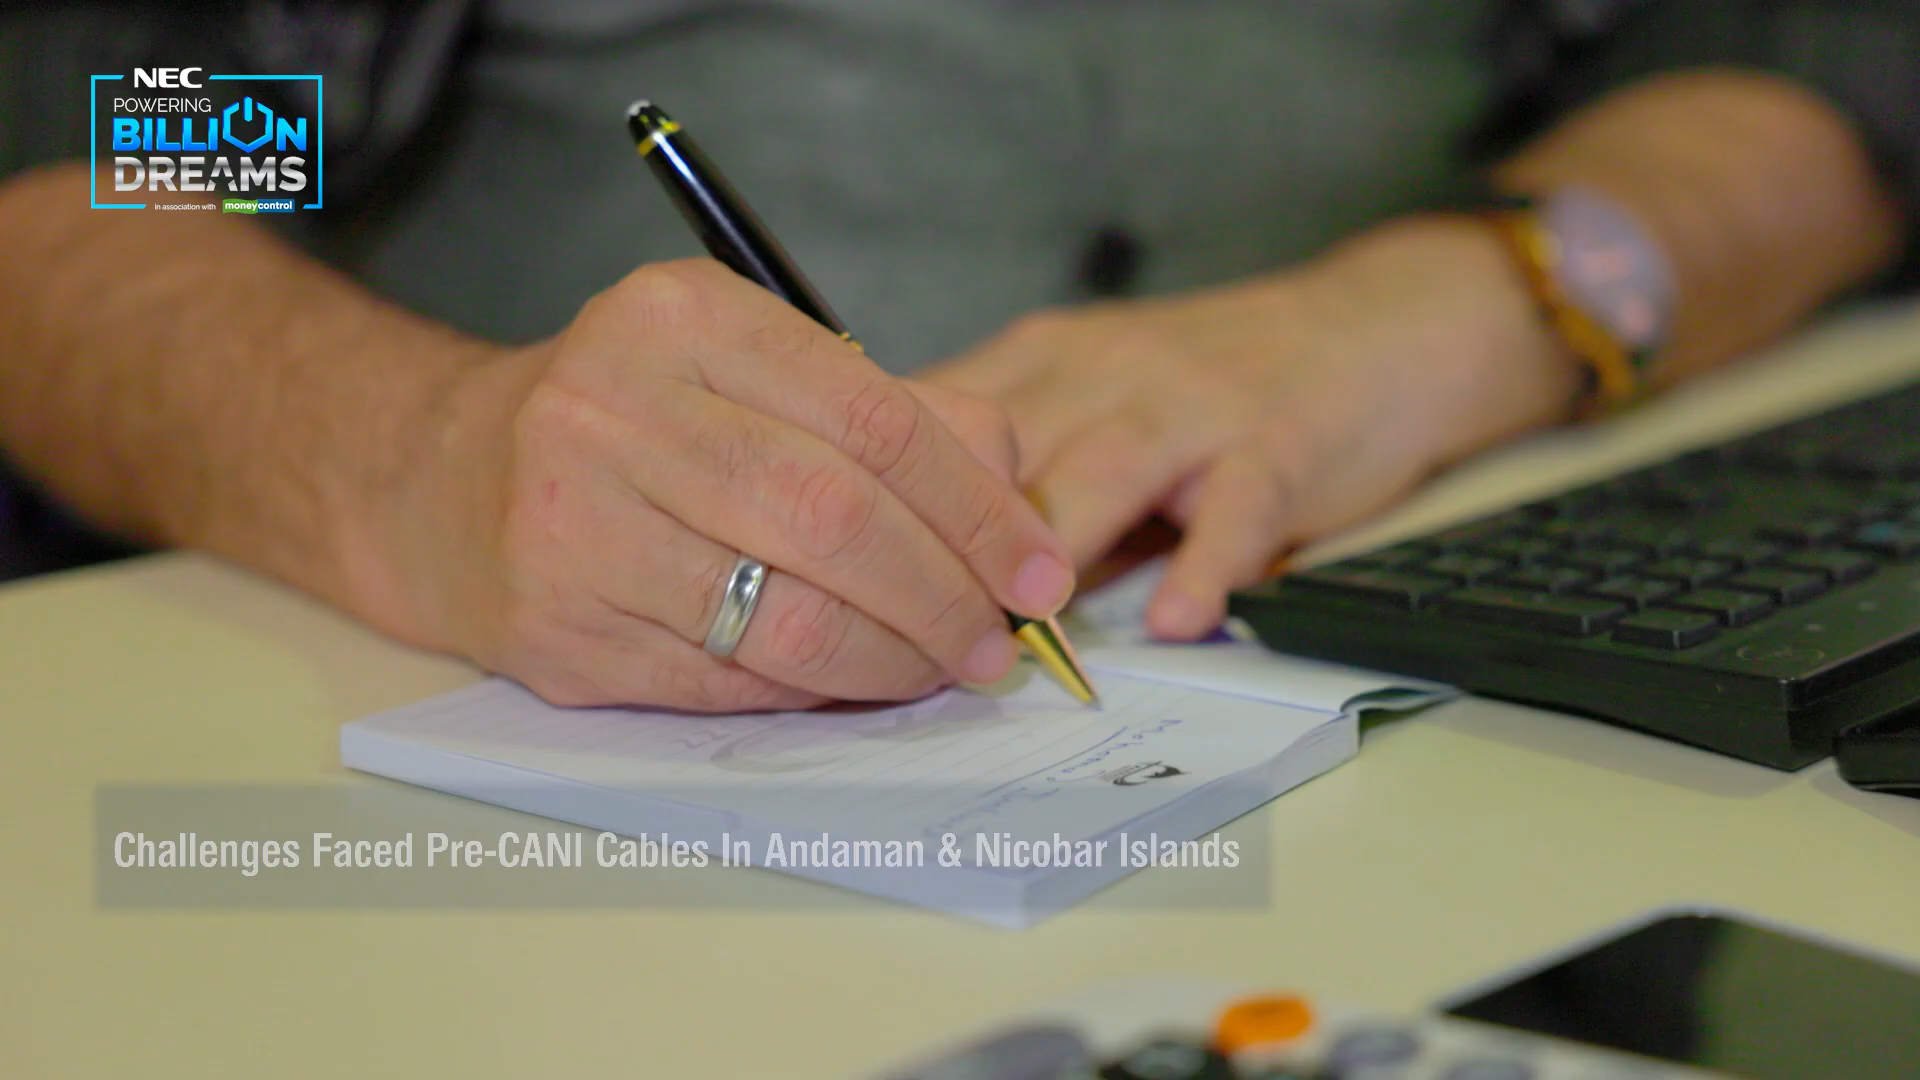 NEC
POWERING
BILLION
DREAMS
in association with moneycontrol
Challenges Faced Pre-CANI Cables In Andaman & Nicobar Islands